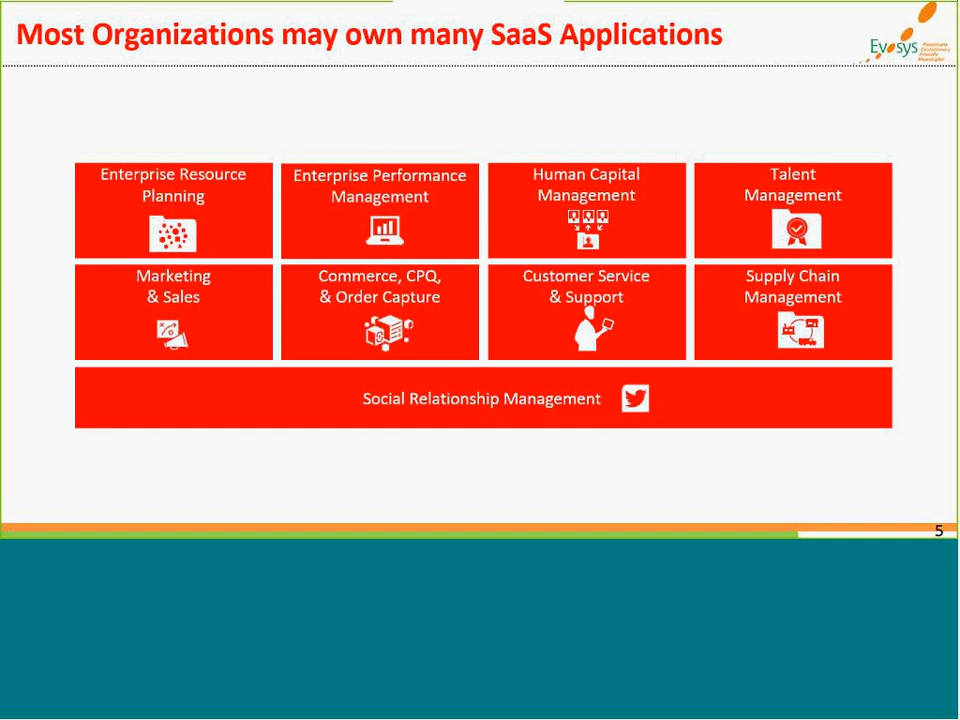 Most Organizations may own many SaaS Applications
Evosys
Passionate
Evolutionary
Friendly
Meaningful
Enterprise Resource
Planning
Enterprise Performance
Management
Human Capital
Management
Talent
Management
Marketing
& Sales
Commerce, CPQ,
& Order Capture
Customer Service
& Support
Supply Chain
Management
Social Relationship Management
5